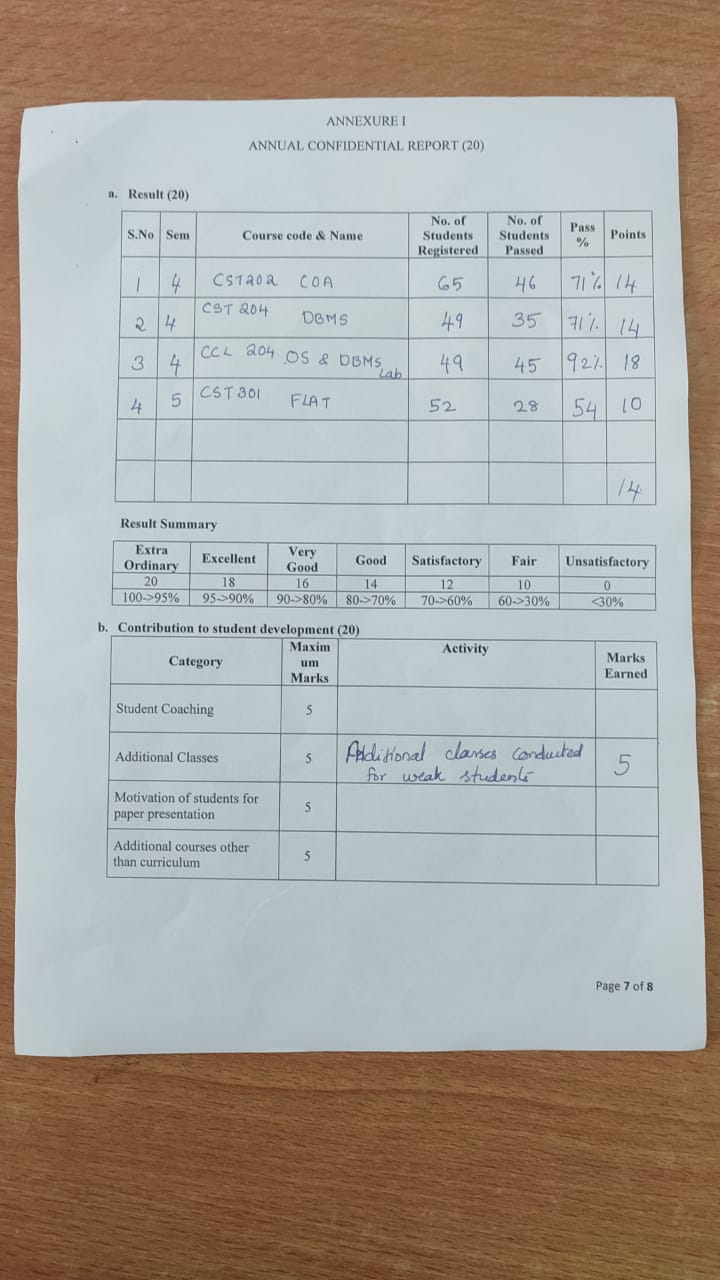 ANNEXURE I
ANNUAL CONFIDENTIAL REPORT (20)
a. Result (20)
S.No Sem Course code & Name No. of Students Registered No. of Students Passed Pass % Points
1 4 CST202 COA 65 46 71% 14
2 4 CST 204 DBMS 49 35 71% 14
3 4 CCL 204 OS & DBMS Lab 49 45 92% 18
4 5 CST 301 FLAT 52 28 54 10
14
Result Summary
Extra Ordinary Excellent Very Good Good Satisfactory Fair Unsatisfactory
20 18 16 14 12 10 0
100->95% 95->90% 90->80% 80->70% 70->60% 60->30% <30%
b. Contribution to student development (20)
Category Maxim um Marks Activity Marks Earned
Student Coaching 5
Additional Classes 5 Additional classes conducted for weak students 5
Motivation of students for paper presentation 5
Additional courses other than curriculum 5
Page 7 of 8